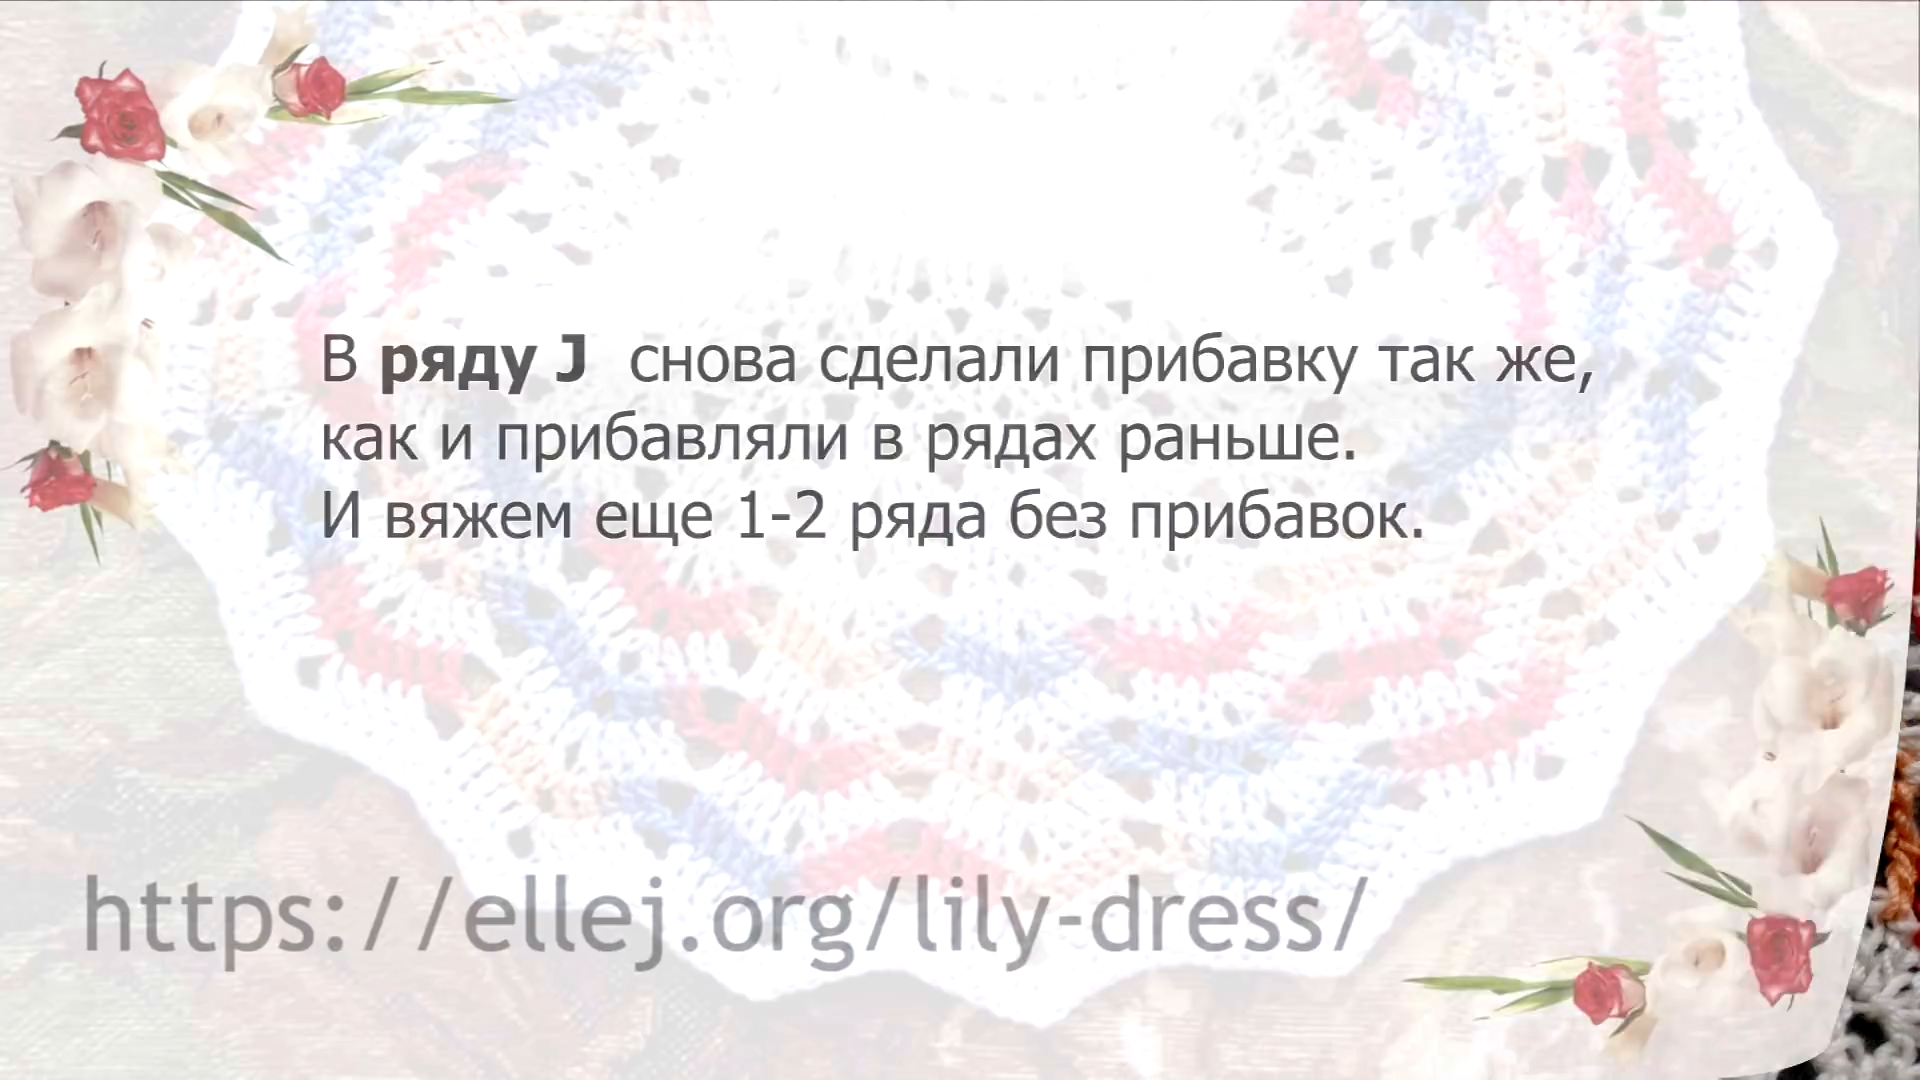 В ряду J снова сделали прибавку так же,
как и прибавляли в рядах раньше.
И вяжем еще 1-2 ряда без прибавок.
https://ellej.org/lily-dress/